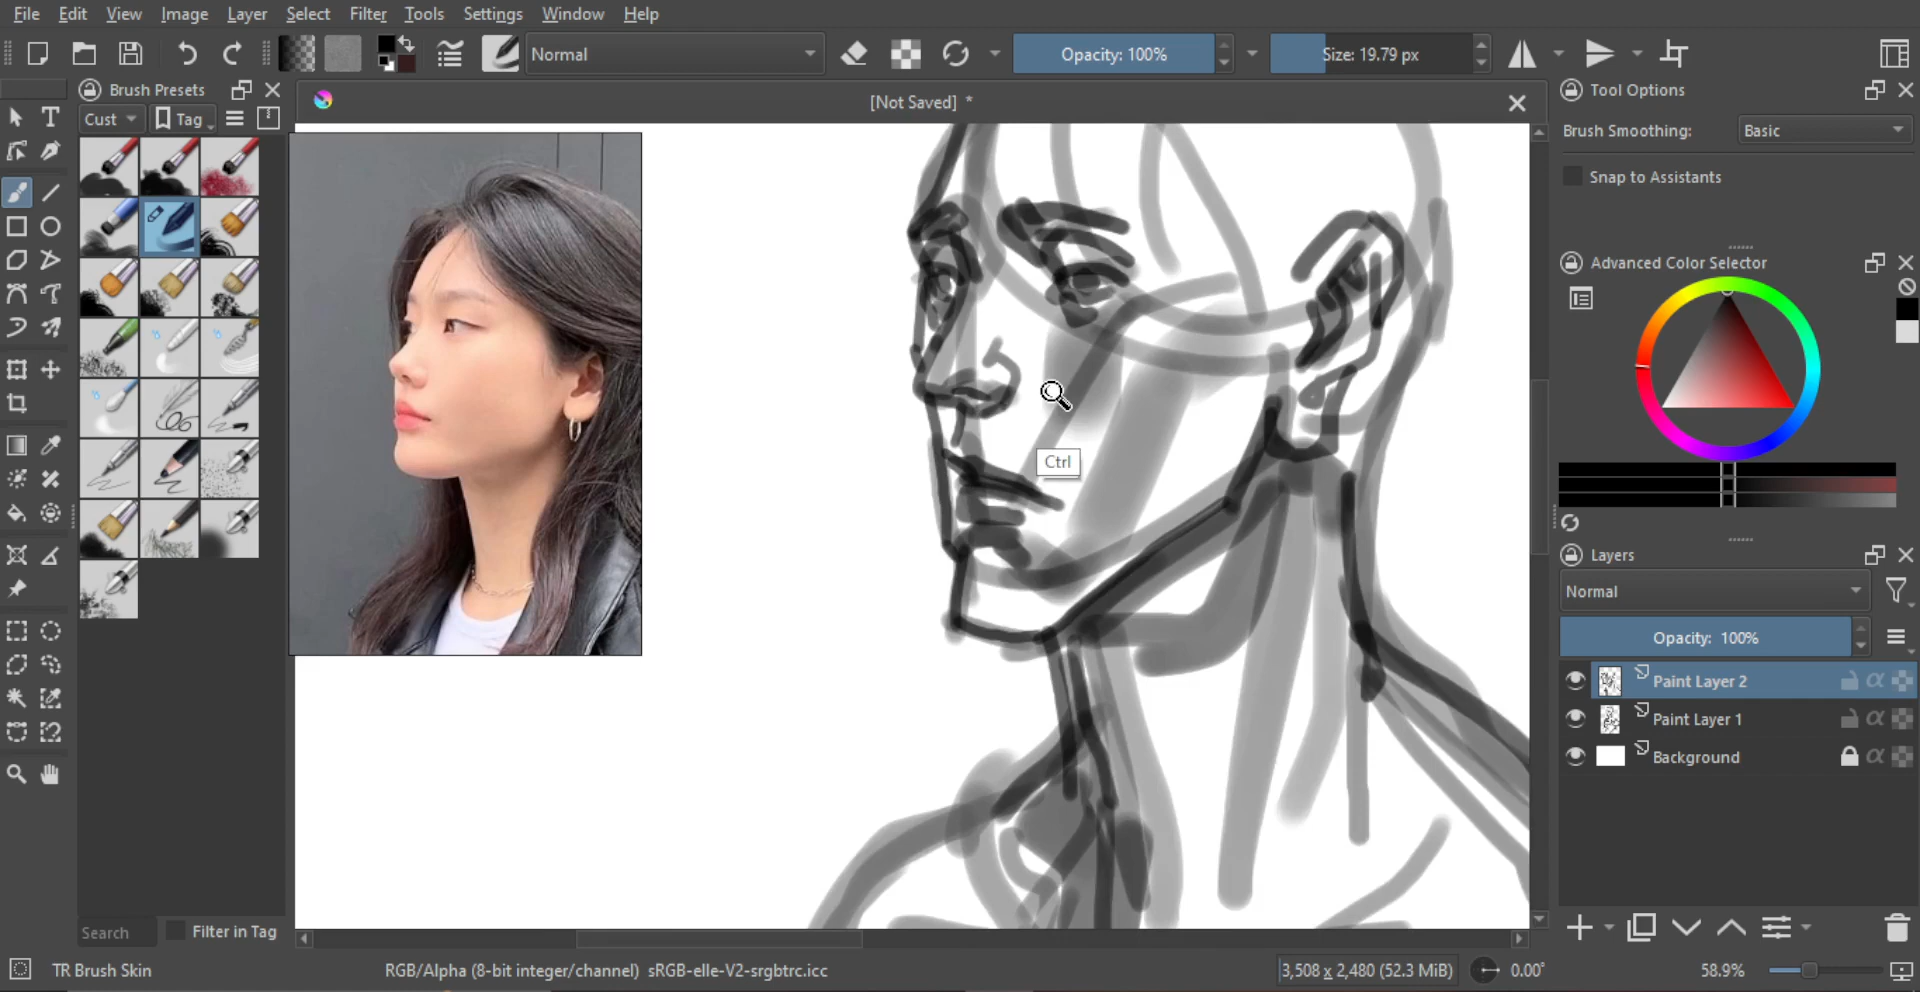 File Edit View Image Layer Select Filter Tools Settings Window Help
Normal
Opacity: 100%
Size: 19.79 px
Brush Presets
[Not Saved] *
Tool Options
Cust
Tag
Brush Smoothing:
Basic
Snap to Assistants
Advanced Color Selector
Ctrl
Layers
Normal
Opacity: 100%
Paint Layer 2
Paint Layer 1
Background
Search
Filter in Tag
TR Brush Skin
RGB/Alpha (8-bit integer/channel) sRGB-elle-V2-srgbtrc.icc
3,508 x 2,480 (52.3 MiB)
0.00°
58.9%